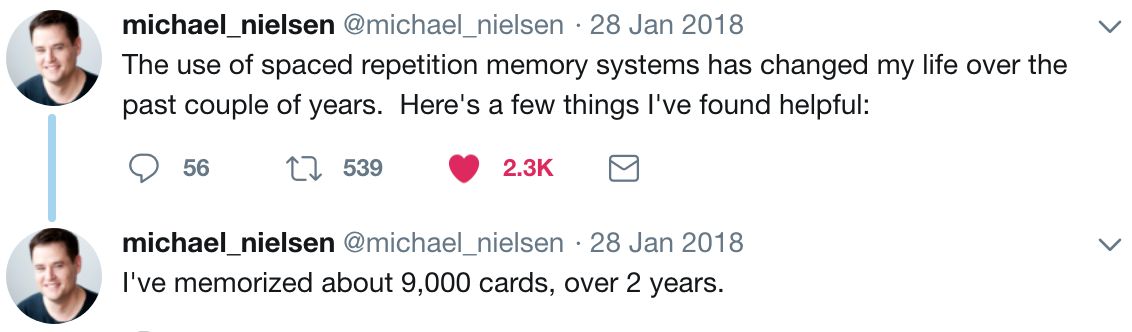 michael_nielsen @michael_nielsen · 28 Jan 2018
The use of spaced repetition memory systems has changed my life over the
past couple of years.  Here's a few things I've found helpful:
56 539 2.3K
michael_nielsen @michael_nielsen · 28 Jan 2018
I've memorized about 9,000 cards, over 2 years.